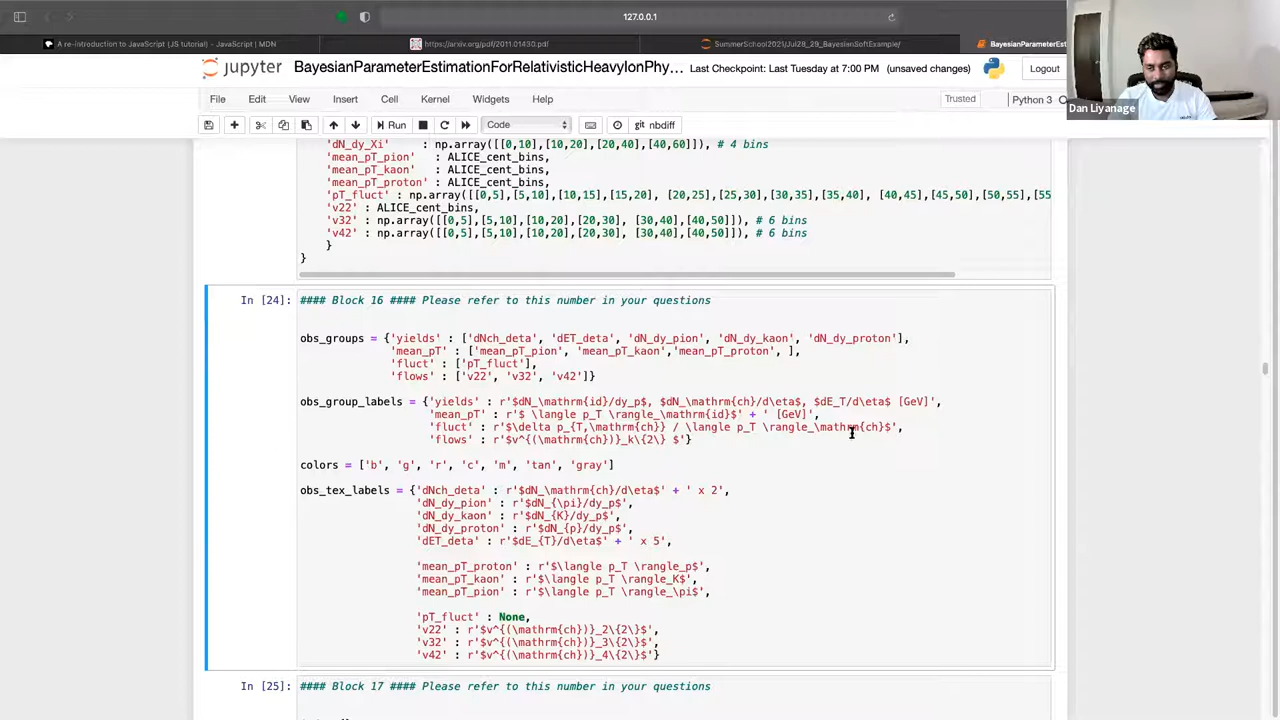 127.0.0.1
A re-introduction to JavaScript (JS tutorial) - JavaScript | MDN
https://arxiv.org/pdf/2011.01430.pdf
SummerSchool2021/Jul28_29_BayesianSoftExample/
BayesianParameterEst
jupyter BayesianParameterEstimationForRelativisticHeavyIonPhy... Last Checkpoint: Last Tuesday at 7:00 PM (unsaved changes)
Logout
Dan Liyanage
File Edit View Insert Cell Kernel Widgets Help
Trusted
Python 3
Run
Code
git nbdiff
'dN_dy_Xi' : np.array([[0,10],[10,20],[20,40],[40,60]]), # 4 bins
'mean_pT_pion' : ALICE_cent_bins,
'mean_pT_kaon' : ALICE_cent_bins,
'mean_pT_proton' : ALICE_cent_bins,
'pT_fluct' : np.array([[0,5],[5,10],[10,15],[15,20], [20,25],[25,30],[30,35],[35,40], [40,45],[45,50],[50,55],[55
'v22' : ALICE_cent_bins,
'v32' : np.array([[0,5],[5,10],[10,20],[20,30], [30,40],[40,50]]), # 6 bins
'v42' : np.array([[0,5],[5,10],[10,20],[20,30], [30,40],[40,50]]), # 6 bins
}
}
In [24]: #### Block 16 #### Please refer to this number in your questions
obs_groups = {'yields' : ['dNch_deta', 'dET_deta', 'dN_dy_pion', 'dN_dy_kaon', 'dN_dy_proton'],
'mean_pT' : ['mean_pT_pion', 'mean_pT_kaon','mean_pT_proton', ],
'fluct' : ['pT_fluct'],
'flows' : ['v22', 'v32', 'v42']}
obs_group_labels = {'yields' : r'$dN_\mathrm{id}/dy_p$, $dN_\mathrm{ch}/d\eta$, $dE_T/d\eta$ [GeV]',
'mean_pT' : r'$ \langle p_T \rangle_\mathrm{id}$' + ' [GeV]',
'fluct' : r'$\delta p_{T,\mathrm{ch}} / \langle p_T \rangle_\mathrm{ch}$',
'flows' : r'$v^{(\mathrm{ch})}_k\{2\} $'}
colors = ['b', 'g', 'r', 'c', 'm', 'tan', 'gray']
obs_tex_labels = {'dNch_deta' : r'$dN_\mathrm{ch}/d\eta$' + ' x 2',
'dN_dy_pion' : r'$dN_{\pi}/dy_p$',
'dN_dy_kaon' : r'$dN_{K}/dy_p$',
'dN_dy_proton' : r'$dN_{p}/dy_p$',
'dET_deta' : r'$dE_{T}/d\eta$' + ' x 5',
'mean_pT_proton' : r'$\langle p_T \rangle_p$',
'mean_pT_kaon' : r'$\langle p_T \rangle_K$',
'mean_pT_pion' : r'$\langle p_T \rangle_\pi$',
'pT_fluct' : None,
'v22' : r'$v^{(\mathrm{ch})}_2\{2\}$',
'v32' : r'$v^{(\mathrm{ch})}_3\{2\}$',
'v42' : r'$v^{(\mathrm{ch})}_4\{2\}$'}
In [25]: #### Block 17 #### Please refer to this number in your questions